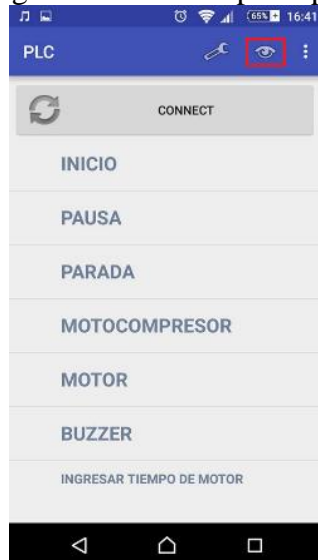 65% 16:41
PLC
CONNECT
INICIO
PAUSA
PARADA
MOTOCOMPRESOR
MOTOR
BUZZER
INGRESAR TIEMPO DE MOTOR